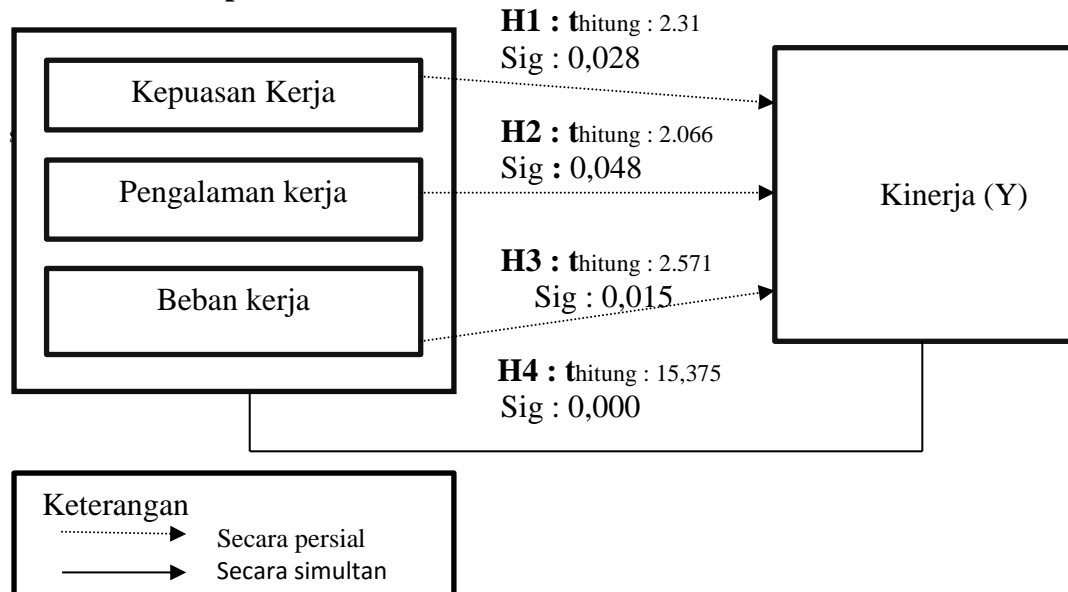 H1 : thitung : 2.31
Sig : 0,028
Kepuasan Kerja
H2 : thitung : 2.066
Sig : 0,048
Pengalaman kerja
Kinerja (Y)
H3 : thitung : 2.571
Sig : 0,015
Beban kerja
H4 : thitung : 15,375
Sig : 0,000
Keterangan
Secara persial
Secara simultan